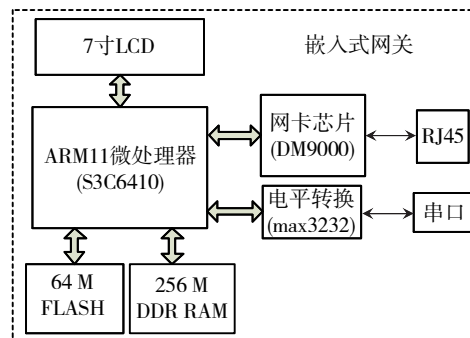 7寸LCD
嵌入式网关
ARM11微处理器
(S3C6410)
网卡芯片
(DM9000)
RJ45
电平转换
(max3232)
串口
64 M
FLASH
256 M
DDR RAM